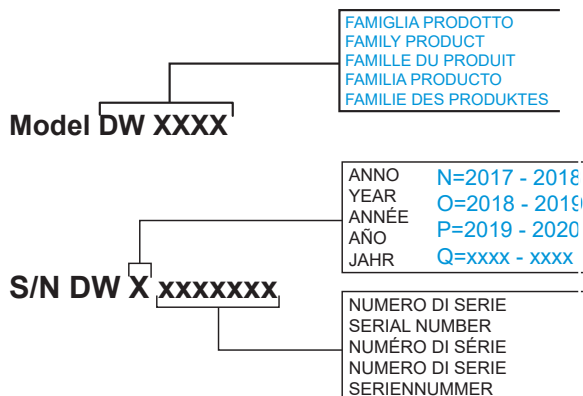 FAMIGLIA PRODOTTO
FAMILY PRODUCT
FAMILLE DU PRODUIT
FAMILIA PRODUCTO
FAMILIE DES PRODUKTES
Model DW XXXX
ANNO
YEAR
ANNÉE
AÑO
JAHR
N=2017 - 2018
O=2018 - 2019
P=2019 - 2020
Q=xxxx - xxxx
S/N DW X xxxxxxx
NUMERO DI SERIE
SERIAL NUMBER
NUMÉRO DI SÉRIE
NUMERO DI SERIE
SERIENNUMMER